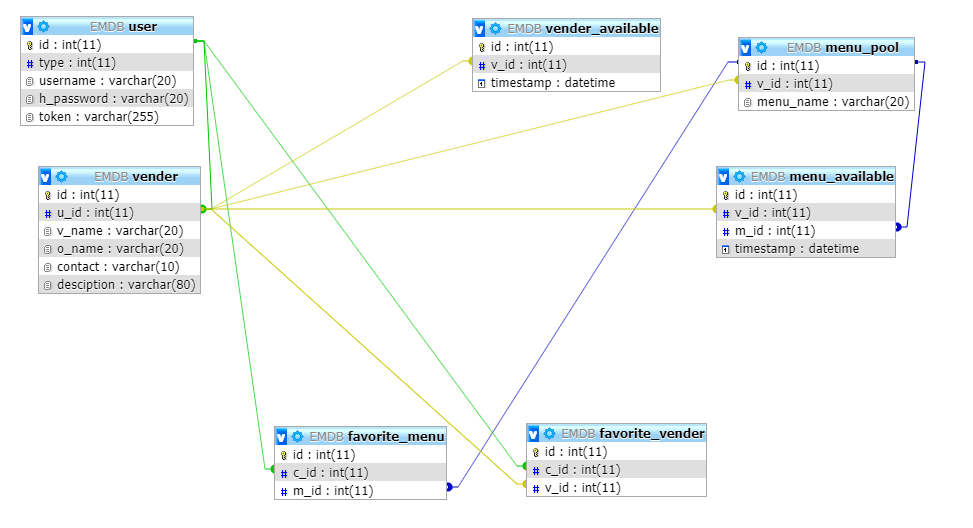 EMDB user
id : int(11)
type : int(11)
username : varchar(20)
h_password : varchar(20)
token : varchar(255)
EMDB vender_available
id : int(11)
v_id : int(11)
timestamp : datetime
EMDB menu_pool
id : int(11)
v_id : int(11)
menu_name : varchar(20)
EMDB vender
id : int(11)
u_id : int(11)
v_name : varchar(20)
o_name : varchar(20)
contact : varchar(10)
desciption : varchar(80)
EMDB menu_available
id : int(11)
v_id : int(11)
m_id : int(11)
timestamp : datetime
EMDB favorite_menu
id : int(11)
c_id : int(11)
m_id : int(11)
EMDB favorite_vender
id : int(11)
c_id : int(11)
v_id : int(11)